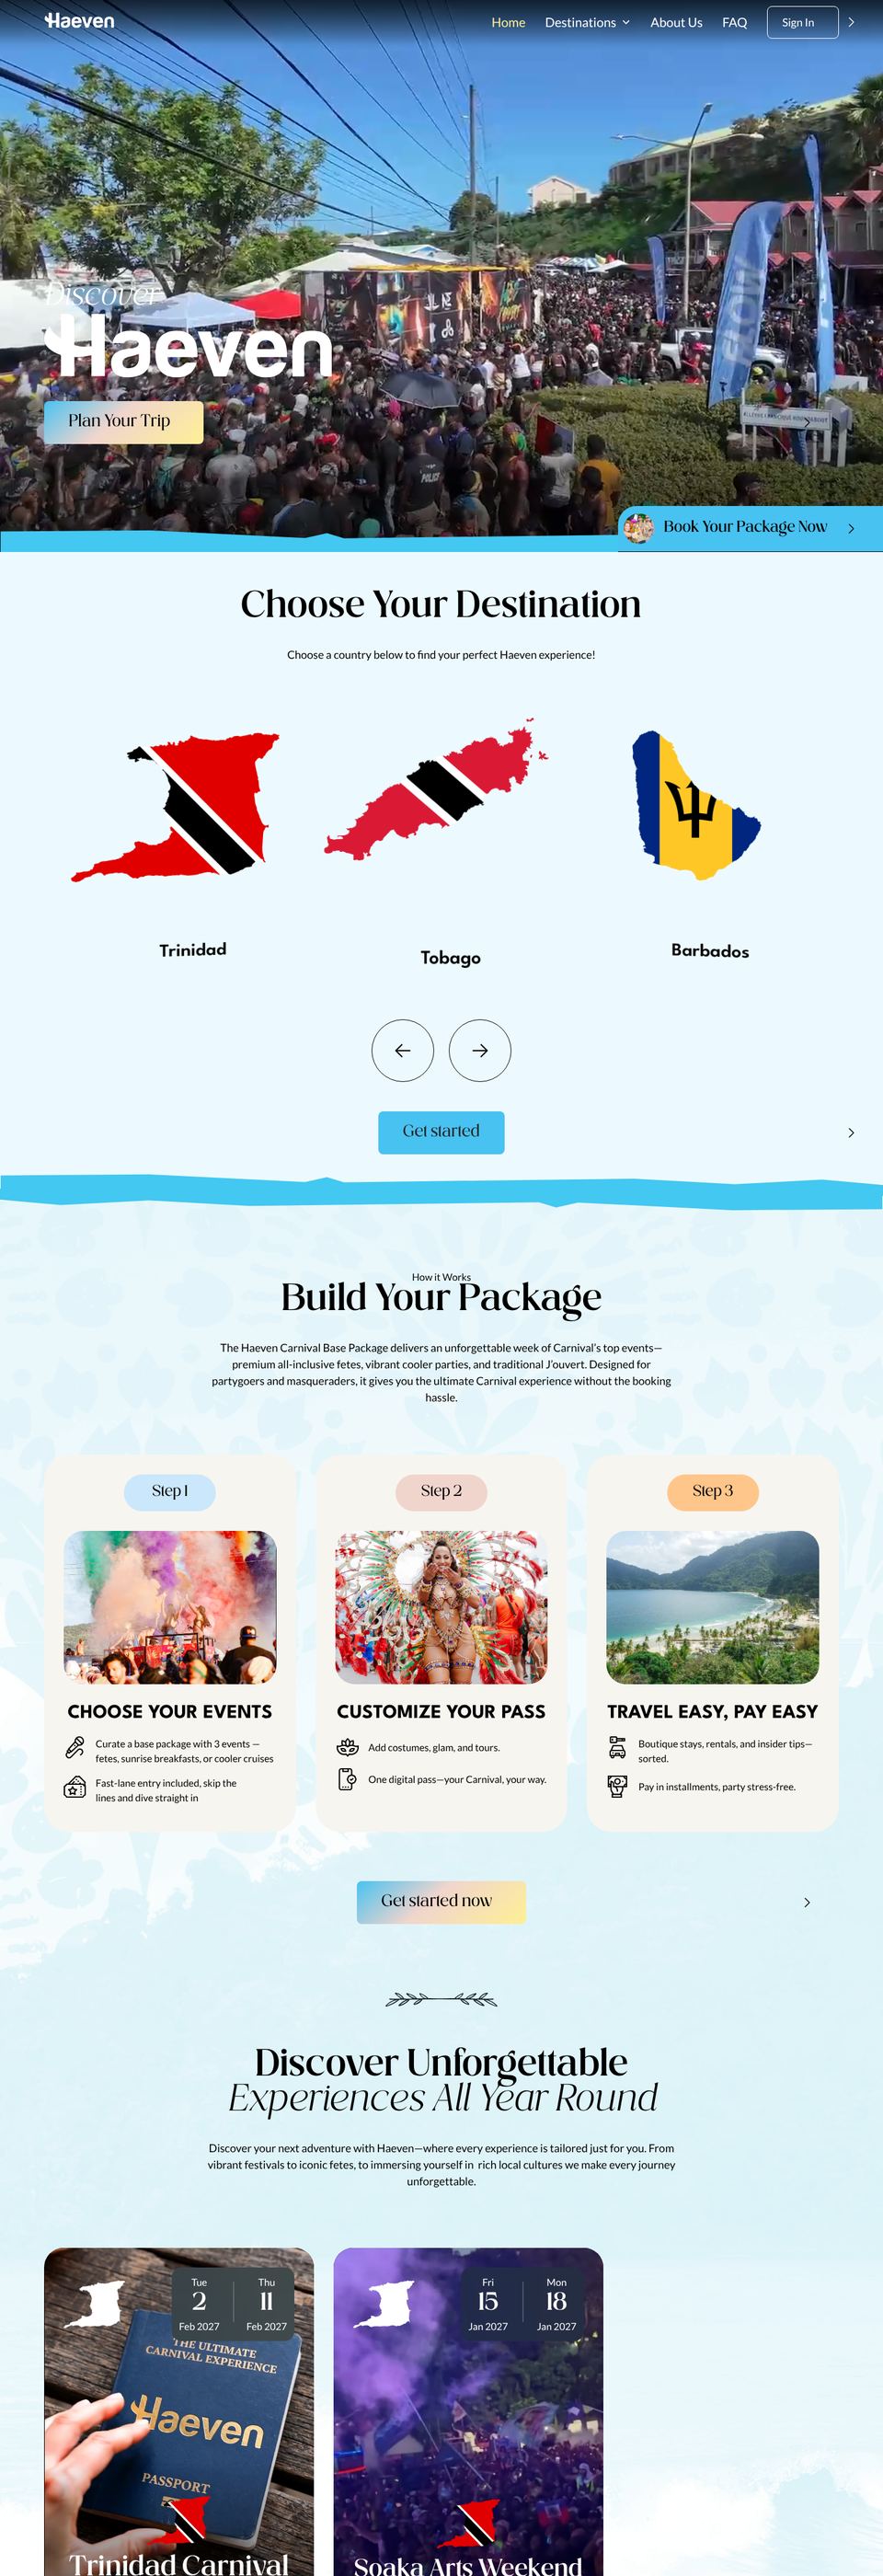 Haeven
Home
Destinations
About Us
FAQ
Sign In
Discover
Haeven
Plan Your Trip
FLOW
POLICE
Book Your Package Now
Choose Your Destination
Choose a country below to find your perfect Haeven experience!
Trinidad
Tobago
Barbados
Get started
How it Works
Build Your Package
The Haeven Carnival Base Package delivers an unforgettable week of Carnival’s top events—
premium all-inclusive fetes, vibrant cooler parties, and traditional J’ouvert. Designed for
partygoers and masqueraders, it gives you the ultimate Carnival experience without the booking
hassle.
Step 1
CHOOSE YOUR EVENTS
Curate a base package with 3 events —
fetes, sunrise breakfasts, or cooler cruises
Fast-lane entry included, skip the
lines and dive straight in
Step 2
CUSTOMIZE YOUR PASS
Add costumes, glam, and tours.
One digital pass—your Carnival, your way.
Step 3
TRAVEL EASY, PAY EASY
Boutique stays, rentals, and insider tips—
sorted.
Pay in installments, party stress-free.
Get started now
Discover Unforgettable
Experiences All Year Round
Discover your next adventure with Haeven—where every experience is tailored just for you. From
vibrant festivals to iconic fetes, to immersing yourself in  rich local cultures we make every journey
unforgettable.
Tue
2
Feb 2027
Thu
11
Feb 2027
THE ULTIMATE
CARNIVAL EXPERIENCE
Haeven
PASSPORT
Trinidad Carnival
Fri
15
Jan 2027
Mon
18
Jan 2027
Soaka Arts Weekend